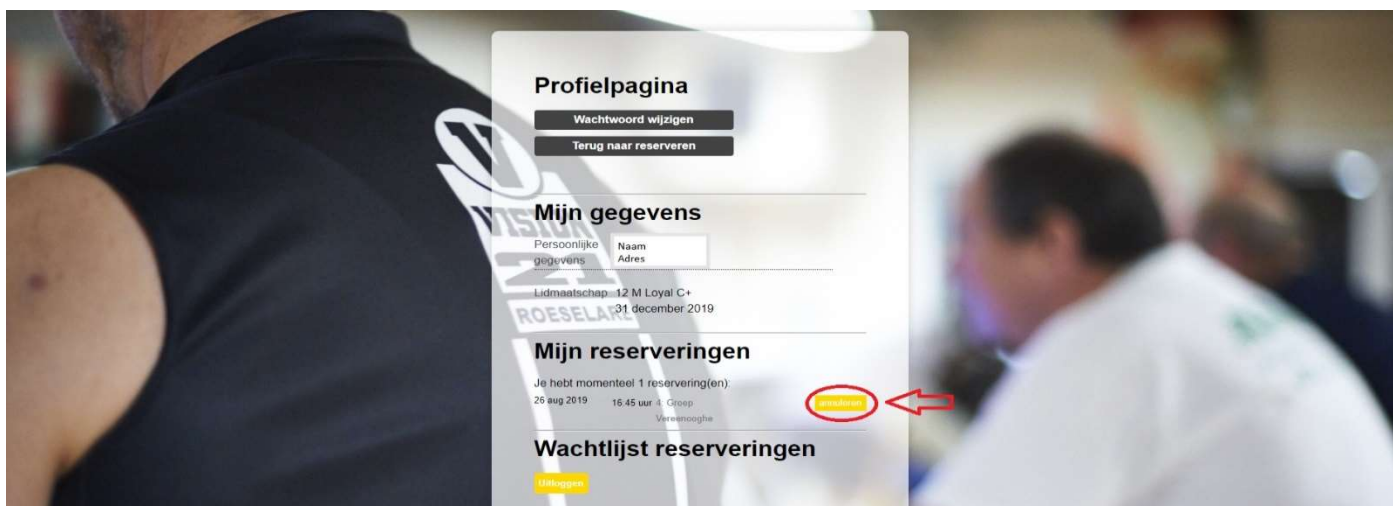 Profielpagina
Wachtwoord wijzigen
Terug naar reserveren
Mijn gegevens
Persoonlijke
gegevens
Naam
Adres
Lidmaatschap 12 M Loyal C+
31 december 2019
Mijn reserveringen
Je hebt momenteel 1 reservering(en):
26 aug 2019 16:45 uur 4. Groep
Vereenooghe
annuleren
Wachtlijst reserveringen
Uitloggen
ROESELARE